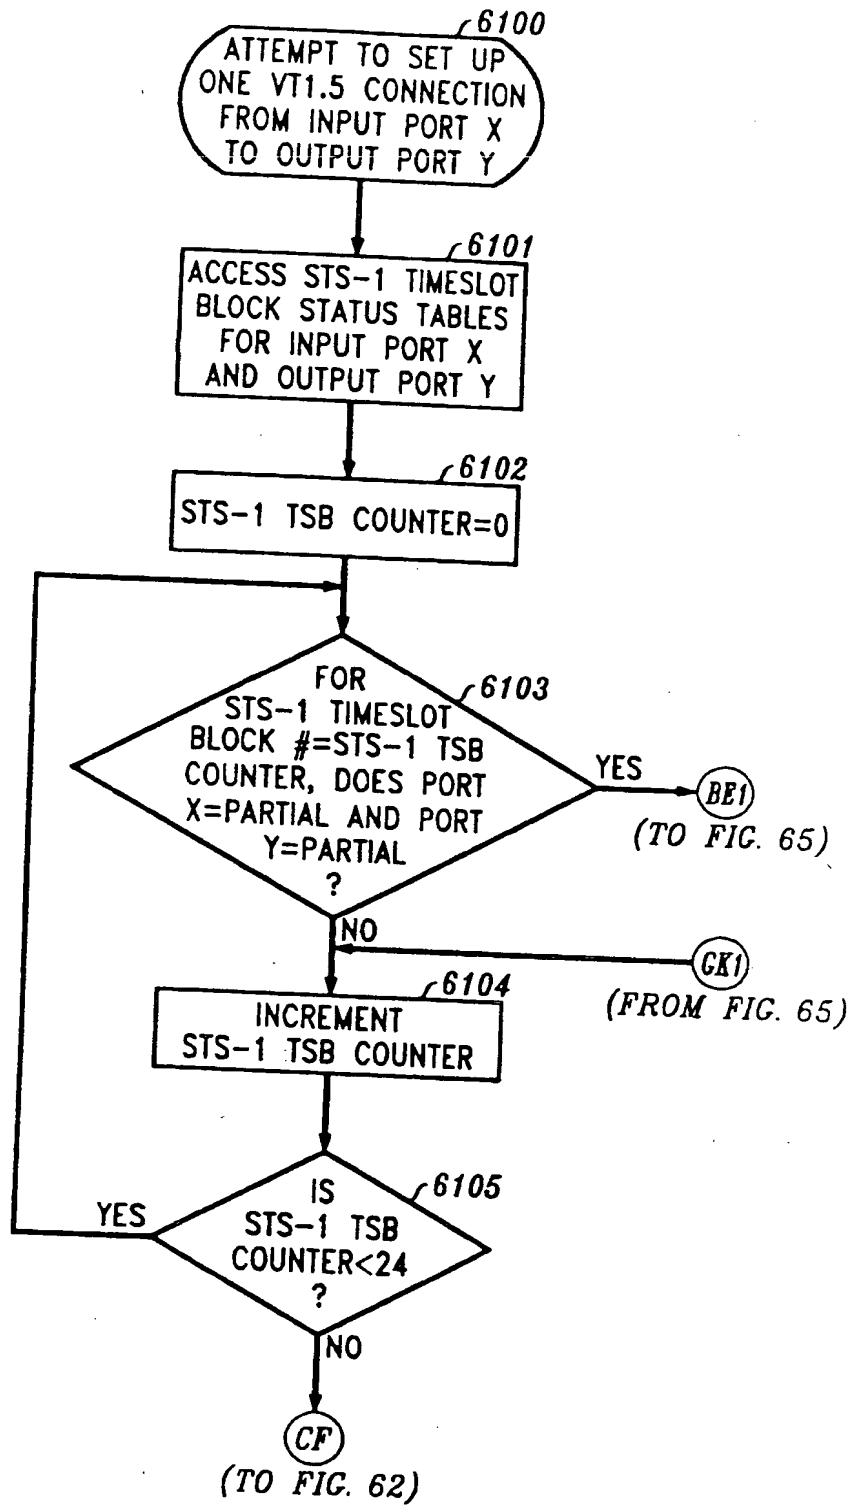 6100
ATTEMPT TO SET UP
ONE VT1.5 CONNECTION
FROM INPUT PORT X
TO OUTPUT PORT Y
6101
ACCESS STS-1 TIMESLOT
BLOCK STATUS TABLES
FOR INPUT PORT X
AND OUTPUT PORT Y
6102
STS-1 TSB COUNTER=0
6103
FOR
STS-1 TIMESLOT
BLOCK #=STS-1 TSB
COUNTER, DOES PORT
X=PARTIAL AND PORT
Y=PARTIAL
?
YES
BE1
(TO FIG. 65)
NO
GK1
(FROM FIG. 65)
6104
INCREMENT
STS-1 TSB COUNTER
6105
IS
STS-1 TSB
COUNTER<24
?
YES
NO
CF
(TO FIG. 62)